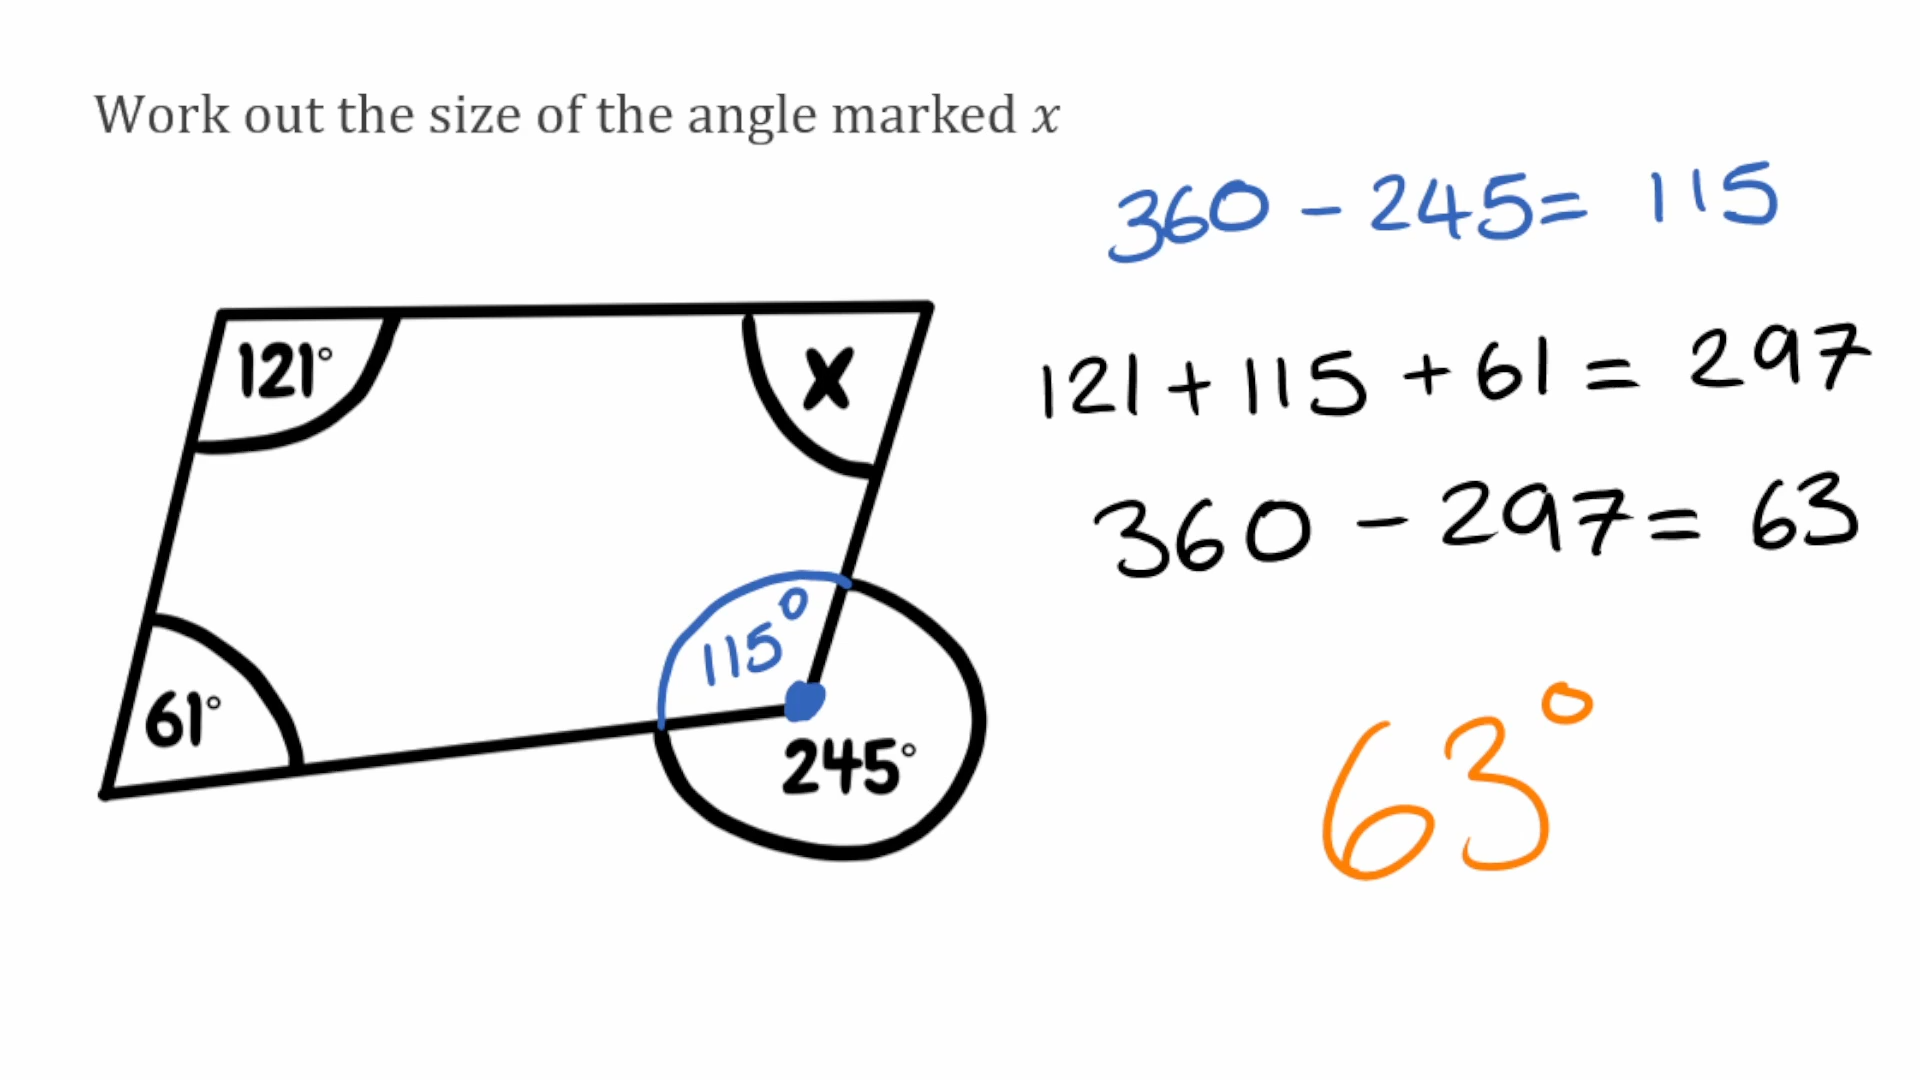 Work out the size of the angle marked x
360 - 245 = 115
121°
x
121 + 115 + 61 = 297
360 - 297 = 63
115°
61°
245°
63°